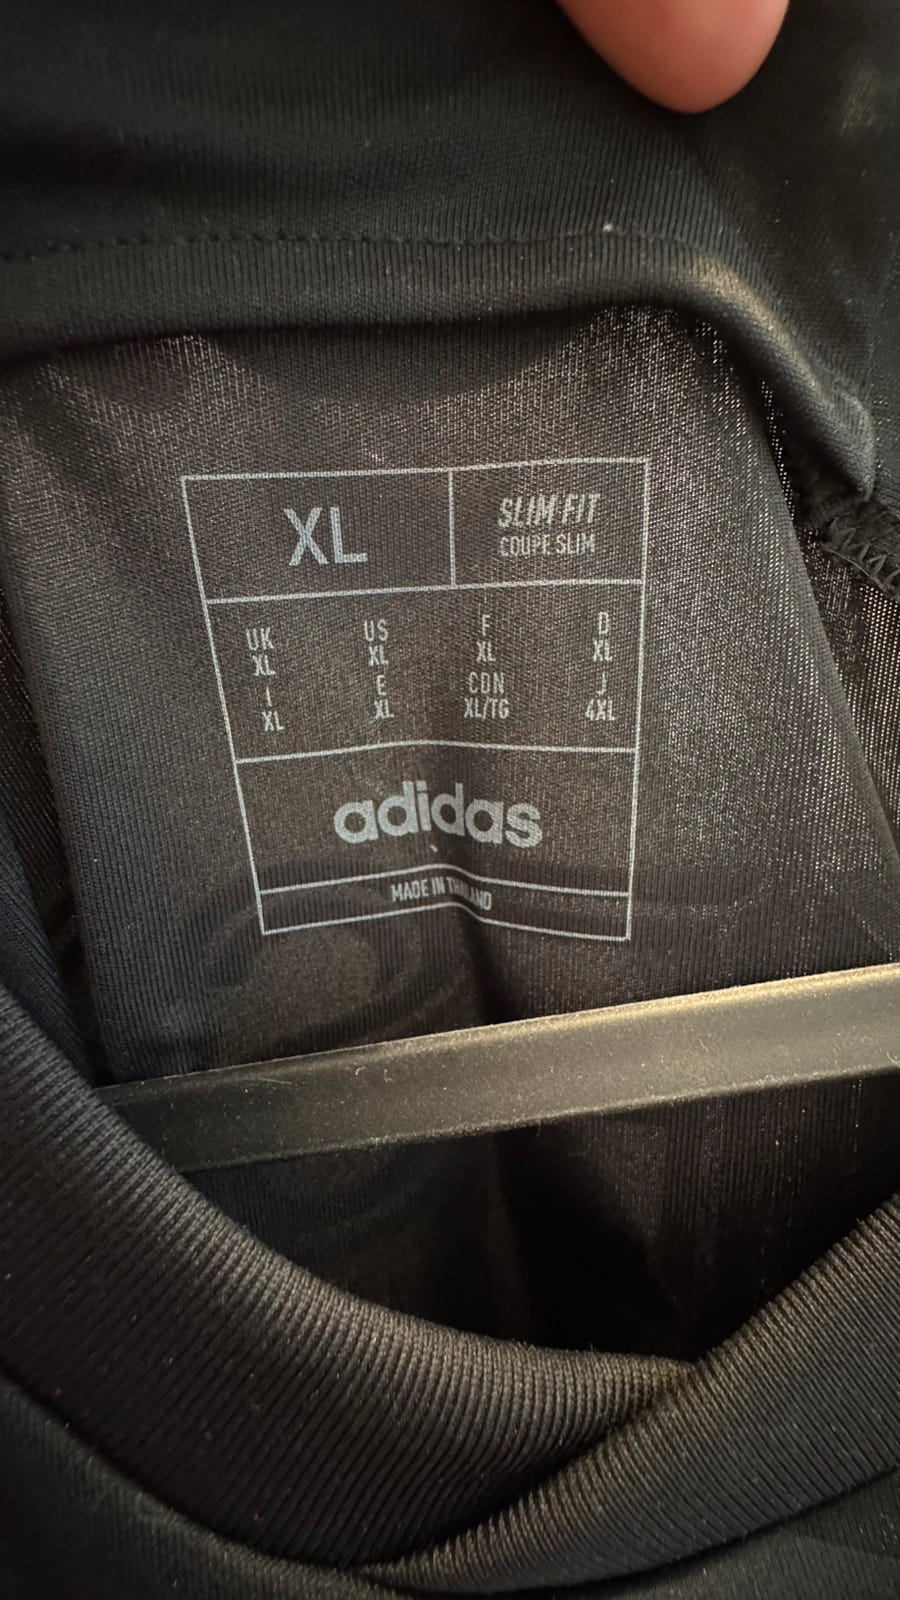 XL
SLIM FIT
COUPE SLIM
UK US F D
XL XL XL XL
I E CDN J
XL XL XL/TG 4XL
adidas
MADE IN THAILAND